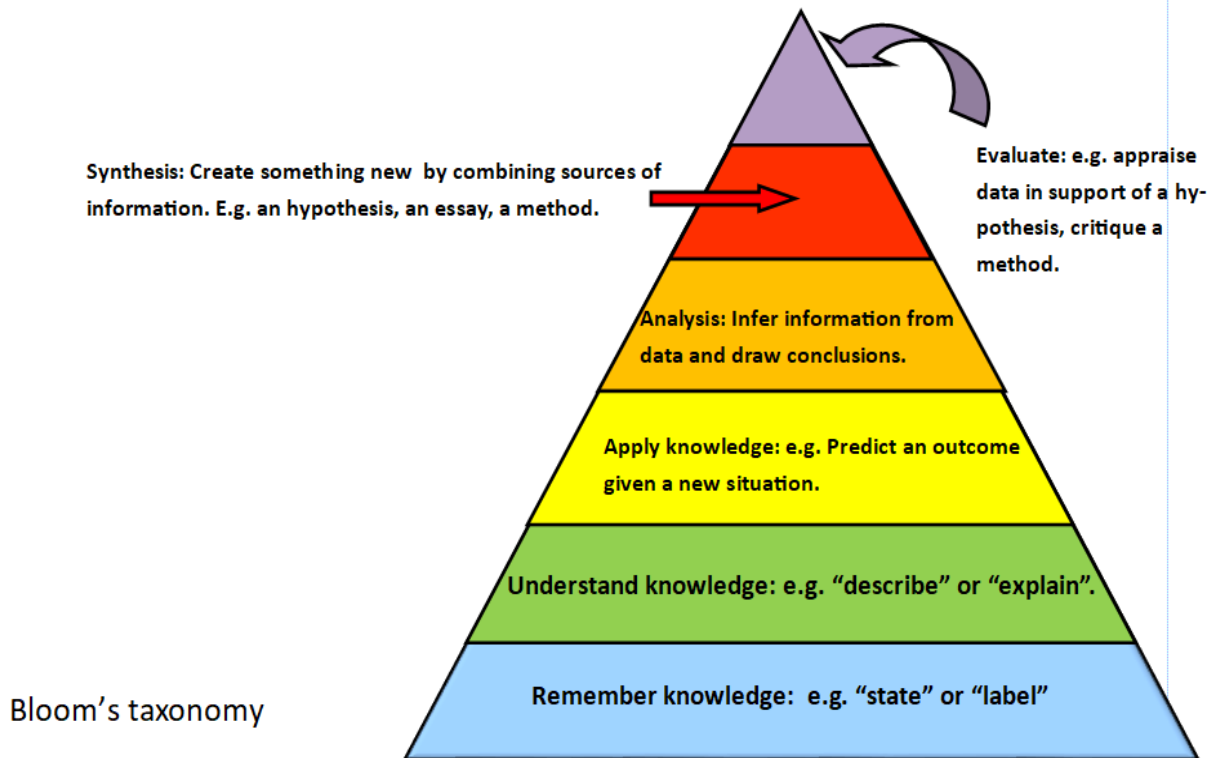 Synthesis: Create something new  by combining sources of
information. E.g. an hypothesis, an essay, a method.
Evaluate: e.g. appraise
data in support of a hy-
pothesis, critique a
method.
Analysis: Infer information from
data and draw conclusions.
Apply knowledge: e.g. Predict an outcome
given a new situation.
Understand knowledge: e.g. “describe” or “explain”.
Remember knowledge:  e.g. “state” or “label”
Bloom’s taxonomy